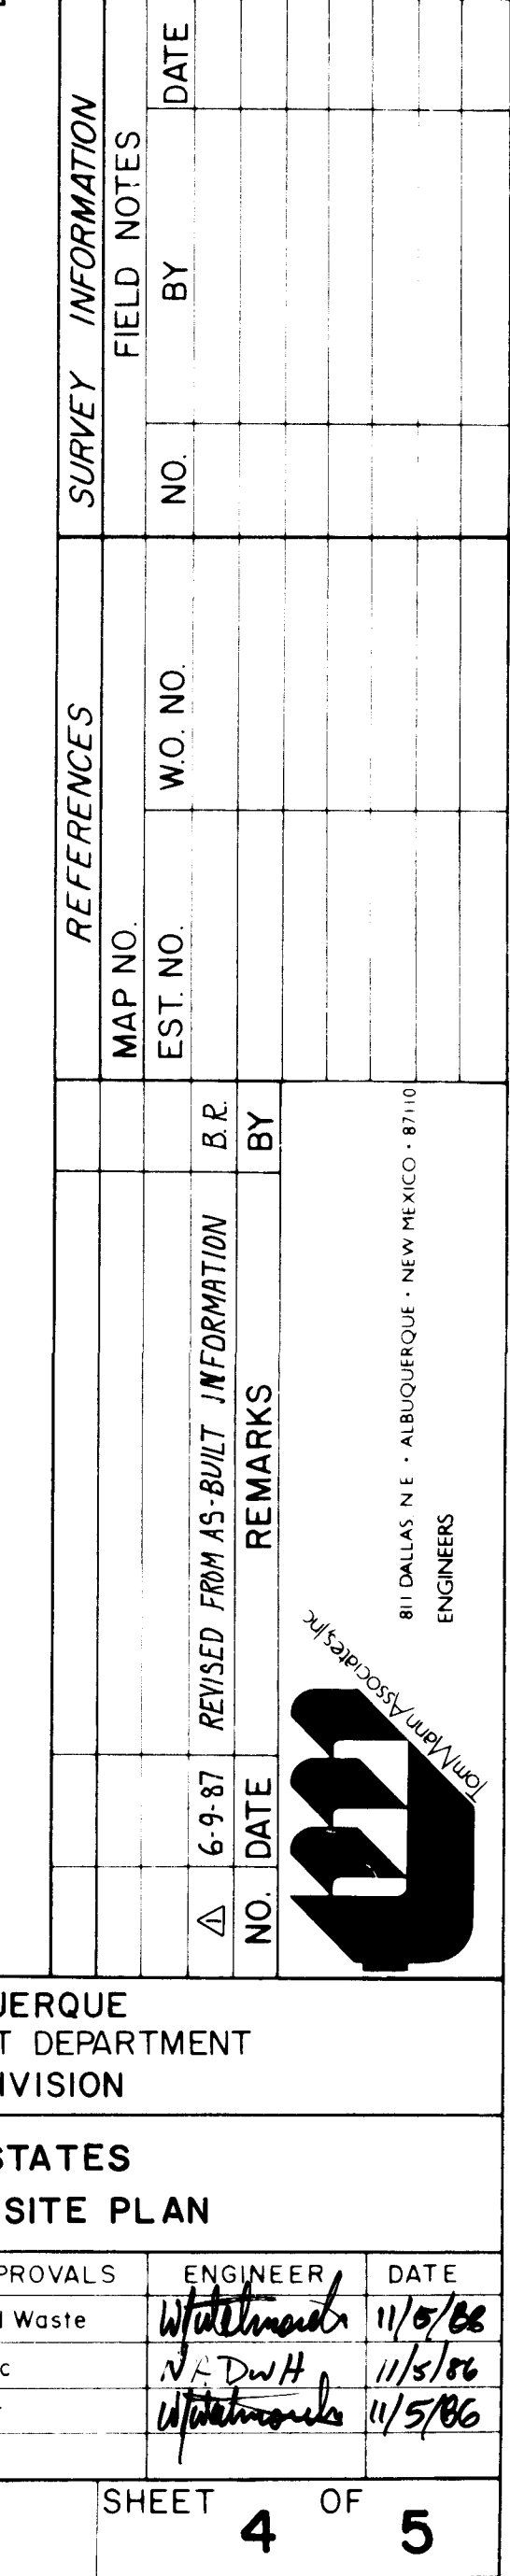 SURVEY INFORMATION
FIELD NOTES
NO. BY DATE
REFERENCES
MAP NO.
EST. NO. W.O. NO.
1 6-9-87 REVISED FROM AS-BUILT INFORMATION B.R.
NO. DATE REMARKS BY
Tom Mann Associates, Inc
811 DALLAS N E · ALBUQUERQUE · NEW MEXICO · 87110
ENGINEERS
UERQUE
T DEPARTMENT
IVISION
STATES
SITE PLAN
PROVALS ENGINEER DATE
Waste 11/5/86
c 11/5/86
11/5/86
SHEET 4 OF 5